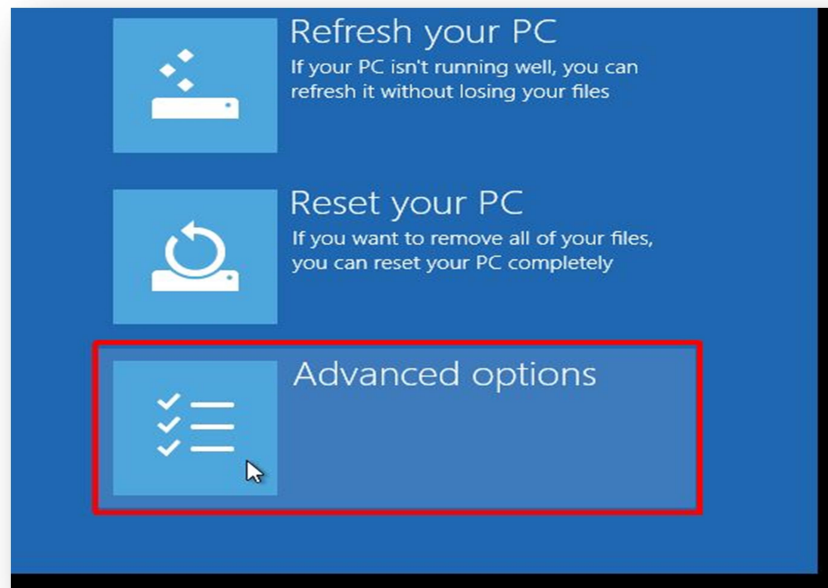 Refresh your PC
If your PC isn't running well, you can
refresh it without losing your files
Reset your PC
If you want to remove all of your files,
you can reset your PC completely
Advanced options